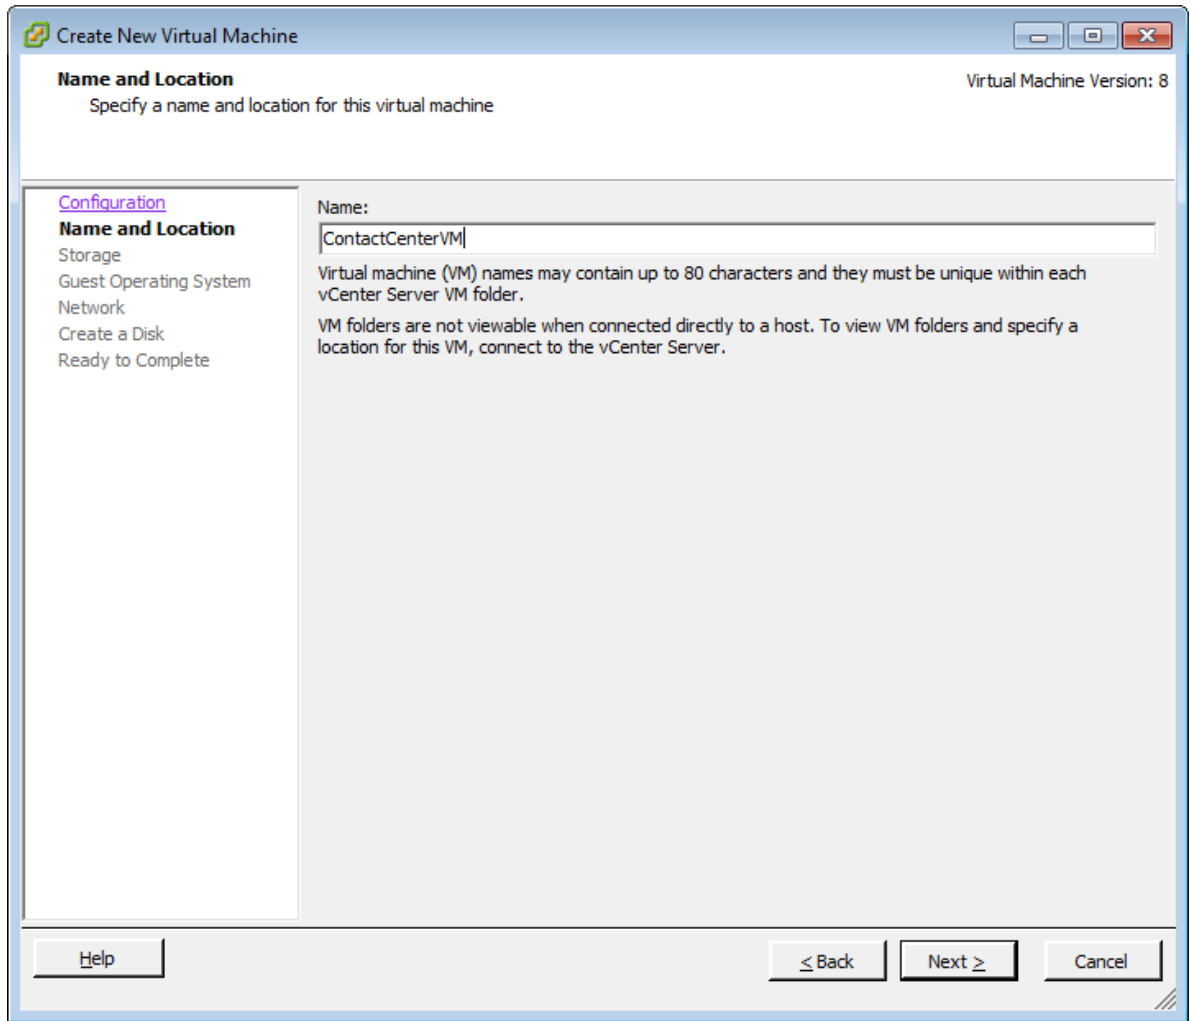 Create New Virtual Machine
Name and Location
Virtual Machine Version: 8
Specify a name and location for this virtual machine
Configuration
Name and Location
Storage
Guest Operating System
Network
Create a Disk
Ready to Complete
Name:
ContactCenterVM
Virtual machine (VM) names may contain up to 80 characters and they must be unique within each
vCenter Server VM folder.
VM folders are not viewable when connected directly to a host. To view VM folders and specify a
location for this VM, connect to the vCenter Server.
Help
< Back
Next >
Cancel